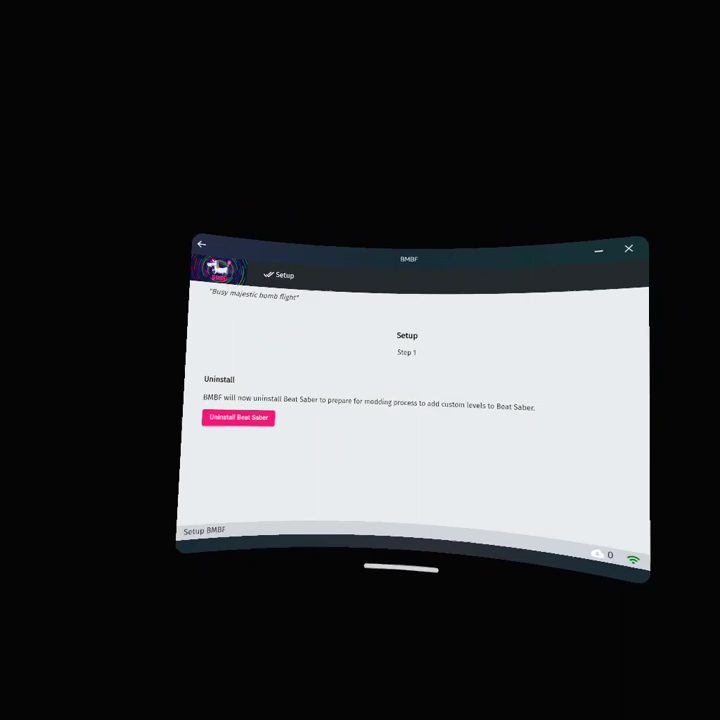 BMBF
Setup
"Busy majestic bomb flight"
Setup
Step 1
Uninstall
BMBF will now uninstall Beat Saber to prepare for modding process to add custom levels to Beat Saber.
Uninstall Beat Saber
Setup BMBF
0